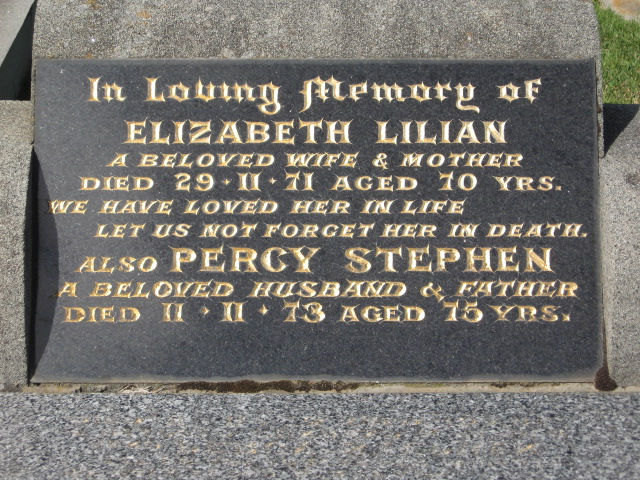 In Loving Memory of
ELIZABETH LILIAN
A BELOVED WIFE & MOTHER
DIED 29·11·71 AGED 70 YRS.
WE HAVE LOVED HER IN LIFE
LET US NOT FORGET HER IN DEATH.
ALSO PERCY STEPHEN
A BELOVED HUSBAND & FATHER
DIED 11·11·73 AGED 75 YRS.